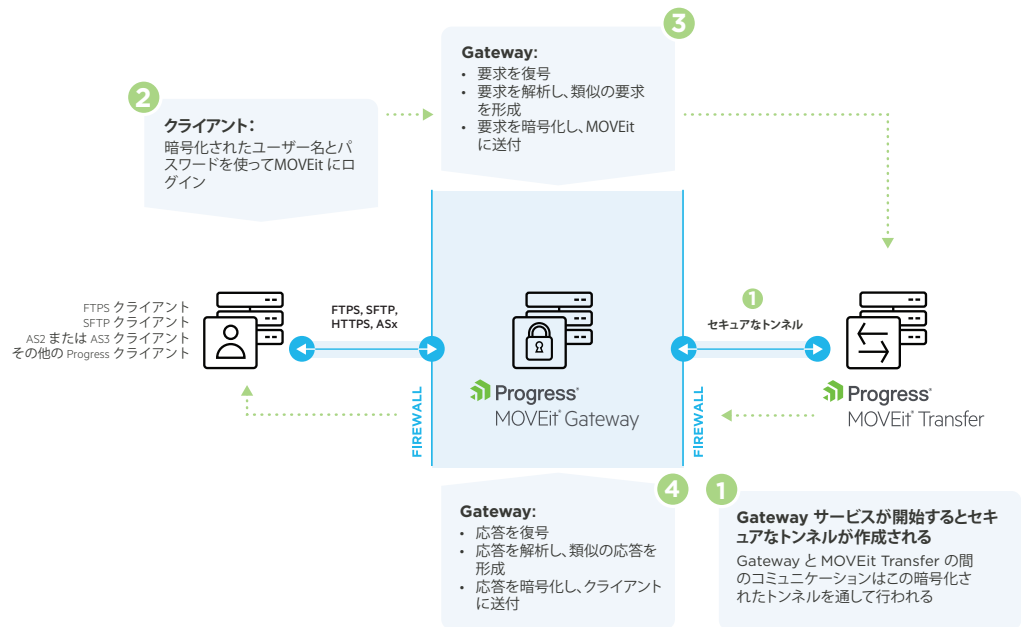 3
Gateway:
• 要求を復号
• 要求を解析し、類似の要求
を形成
• 要求を暗号化し、MOVEit
に送付
2
クライアント:
暗号化されたユーザー名とパ
スワードを使ってMOVEit にロ
グイン
FTPS クライアント
SFTP クライアント
AS2 または AS3 クライアント
その他の Progress クライアント
FTPS, SFTP,
HTTPS, ASx
1
セキュアなトンネル
FIREWALL
Progress®
MOVEit® Gateway
FIREWALL
Progress®
MOVEit® Transfer
4
Gateway:
• 応答を復号
• 応答を解析し、類似の応答を
形成
• 応答を暗号化し、クライアント
に送付
1
Gateway サービスが開始するとセキ
ュアなトンネルが作成される
Gateway と MOVEit Transfer の間
のコミュニケーションはこの暗号化さ
れたトンネルを通して行われる